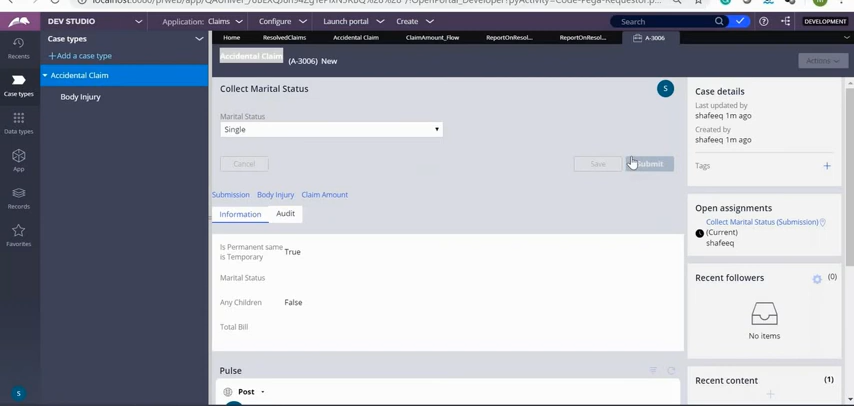 DEV STUDIO
Application: Claims
Configure
Launch portal
Create
Search
DEVELOPMENT
Recents
Case types
Data types
App
Records
Favorites
S
Case types
+Add a case type
Accidental Claim
Body Injury
Home
ResolvedClaims
Accidental Claim
ClaimAmount_Flow
ReportOnResol...
ReportOnResol...
A-3006
Accidental Claim (A-3006) New
Actions
Collect Marital Status
S
Marital Status
Single
Cancel
Save
Submit
Submission Body Injury Claim Amount
Information Audit
Is Permanent same is Temporary True
Marital Status
Any Children False
Total Bill
Pulse
Post
Case details
Last updated by
shafeeq 1m ago
Created by
shafeeq 1m ago
Tags
Open assignments
Collect Marital Status (Submission)
(Current)
shafeeq
Recent followers (0)
No items
Recent content (1)